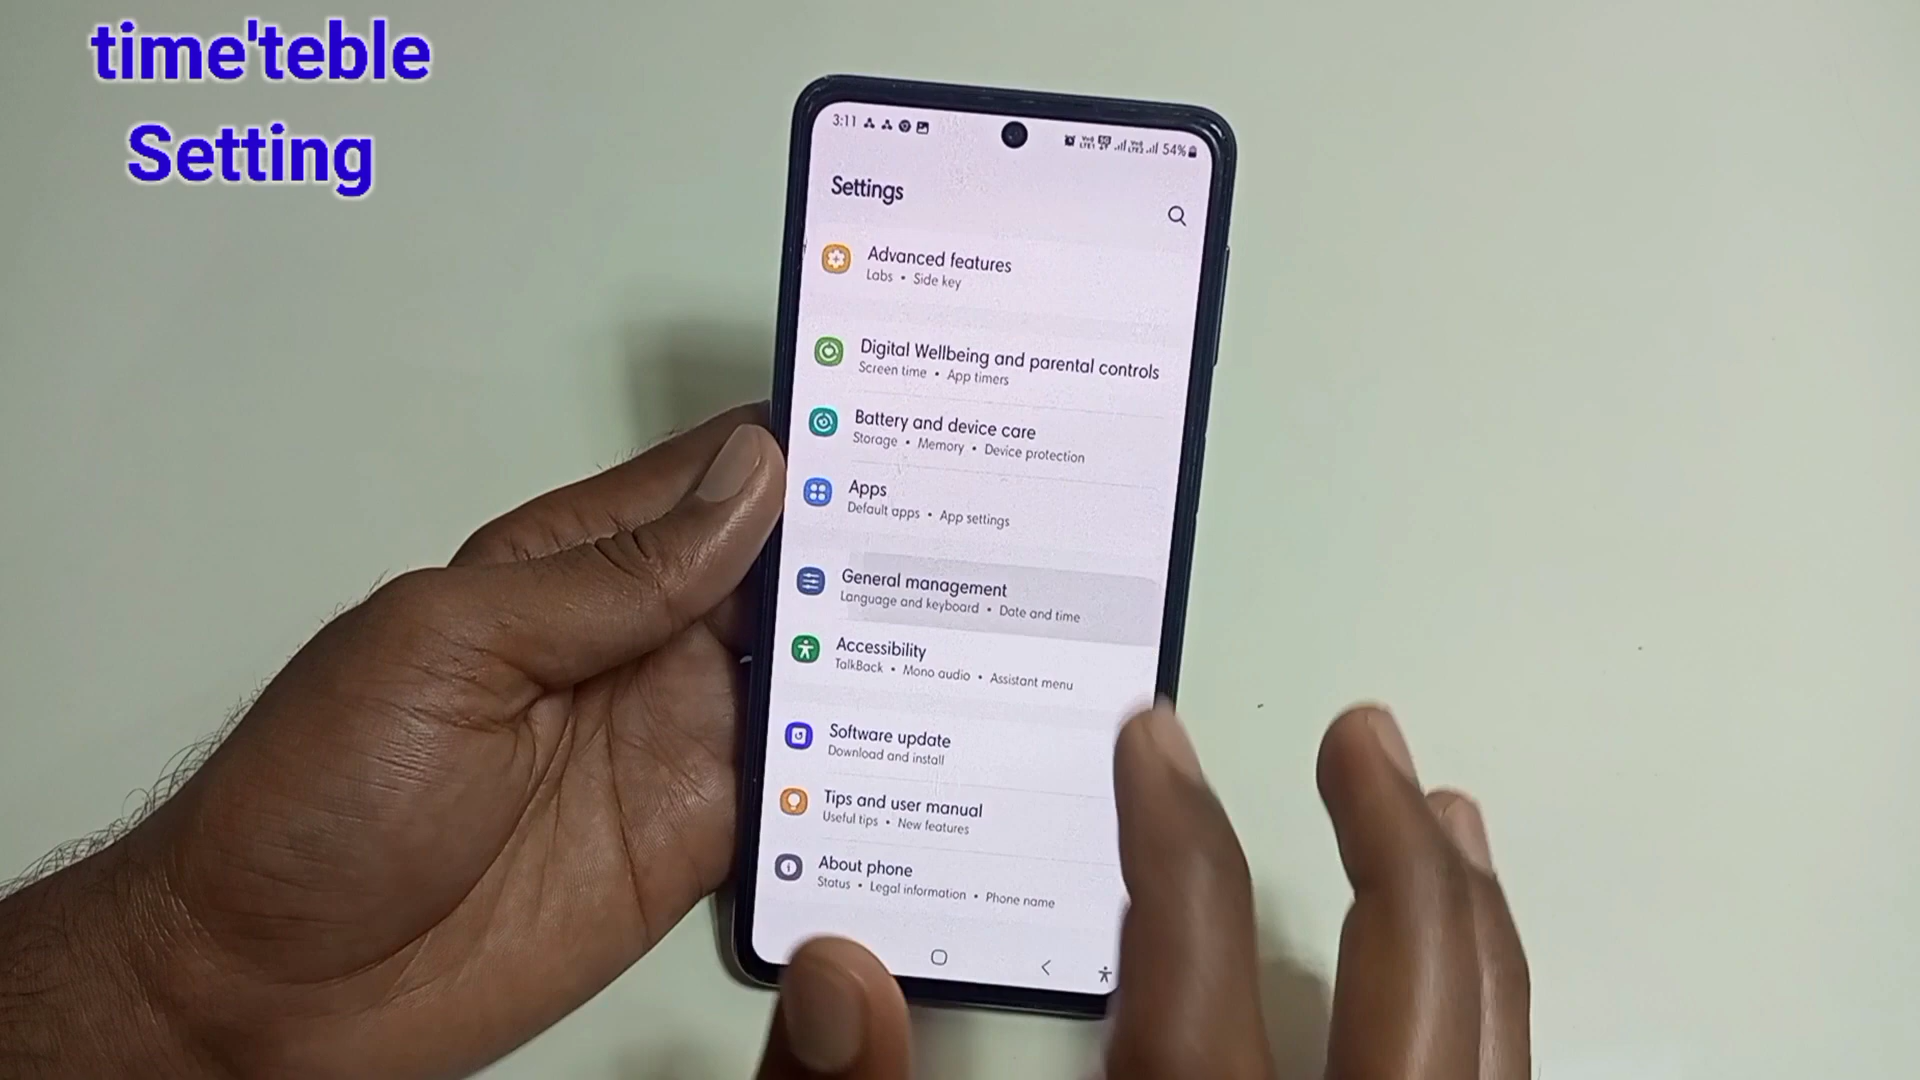 time'teble
Setting
3:11 54%
Settings
Advanced features
Labs • Side key
Digital Wellbeing and parental controls
Screen time • App timers
Battery and device care
Storage • Memory • Device protection
Apps
Default apps • App settings
General management
Language and keyboard • Date and time
Accessibility
TalkBack • Mono audio • Assistant menu
Software update
Download and install
Tips and user manual
Useful tips • New features
About phone
Status • Legal information • Phone name